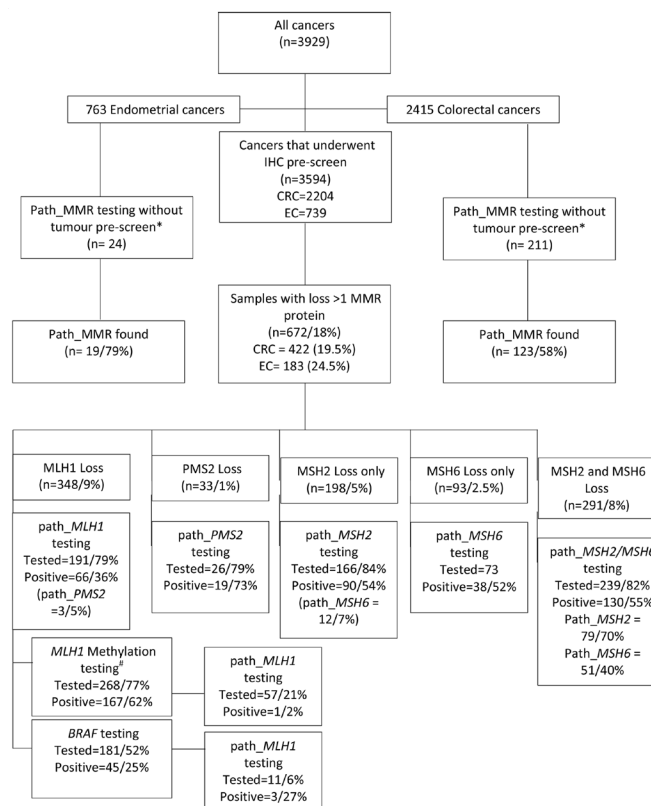 All cancers
(n=3929)
763 Endometrial cancers
2415 Colorectal cancers
Cancers that underwent
IHC pre-screen
(n=3594)
CRC=2204
EC=739
Path_MMR testing without
tumour pre-screen*
(n= 24)
Path_MMR testing without
tumour pre-screen*
(n= 211)
Samples with loss >1 MMR
protein
(n=672/18%)
CRC = 422 (19.5%)
EC= 183 (24.5%)
Path_MMR found
(n= 19/79%)
Path_MMR found
(n= 123/58%)
MLH1 Loss
(n=348/9%)
PMS2 Loss
(n=33/1%)
MSH2 Loss only
(n=198/5%)
MSH6 Loss only
(n=93/2.5%)
MSH2 and MSH6
Loss
(n=291/8%)
path_MLH1
testing
Tested=191/79%
Positive=66/36%
(path_PMS2
=3/5%)
path_PMS2
testing
Tested=26/79%
Positive=19/73%
path_MSH2
testing
Tested=166/84%
Positive=90/54%
(path_MSH6 =
12/7%)
path_MSH6
testing
Tested=73
Positive=38/52%
path_MSH2/MSH6
testing
Tested=239/82%
Positive=130/55%
Path_MSH2 =
79/70%
Path_MSH6 =
51/40%
MLH1 Methylation
testing#
Tested=268/77%
Positive=167/62%
path_MLH1
testing
Tested=57/21%
Positive=1/2%
BRAF testing
Tested=181/52%
Positive=45/25%
path_MLH1
testing
Tested=11/6%
Positive=3/27%